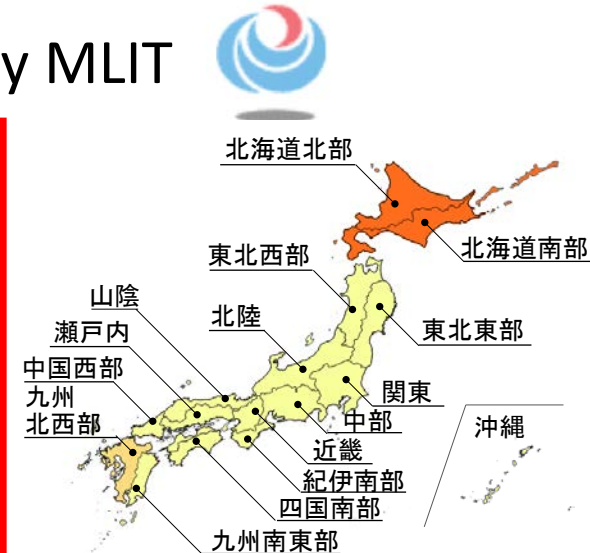 y MLIT
北海道北部
北海道南部
東北西部
山陰
北陸
東北東部
瀬戸内
中国西部
九州
北西部
関東
中部
沖縄
近畿
紀伊南部
四国南部
九州南東部